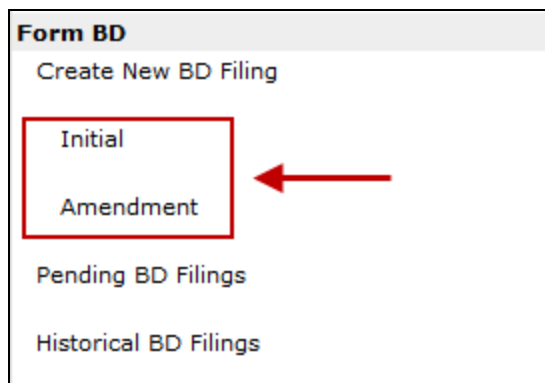 Form BD
Create New BD Filing
Initial
Amendment
Pending BD Filings
Historical BD Filings